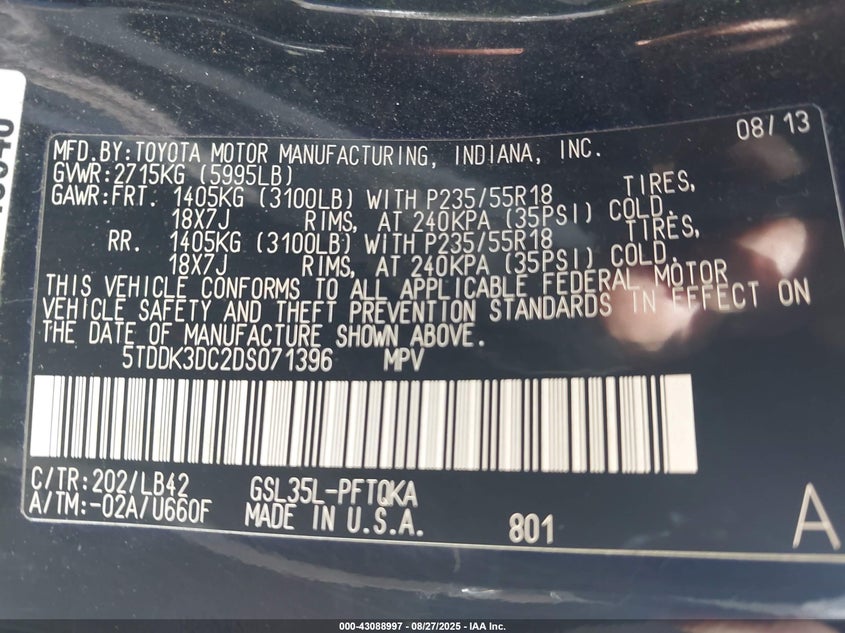 08/13
MFD.BY:TOYOTA MOTOR MANUFACTURING, INDIANA, INC.
GVWR:2715KG (5995LB)
GAWR:FRT. 1405KG (3100LB) WITH P235/55R18 TIRES,
18X7J RIMS, AT 240KPA (35PSI) COLD.
RR. 1405KG (3100LB) WITH P235/55R18 TIRES,
18X7J RIMS, AT 240KPA (35PSI) COLD.
THIS VEHICLE CONFORMS TO ALL APPLICABLE FEDERAL MOTOR
VEHICLE SAFETY AND THEFT PREVENTION STANDARDS IN EFFECT ON
THE DATE OF MANUFACTURE SHOWN ABOVE.
5TDDK3DC2DS071396 MPV
C/TR:202/LB42 GSL35L-PFTQKA
A/TM:-02A/U660F MADE IN U.S.A. 801 A
000-43088997 - 08/27/2025 - IAA Inc.